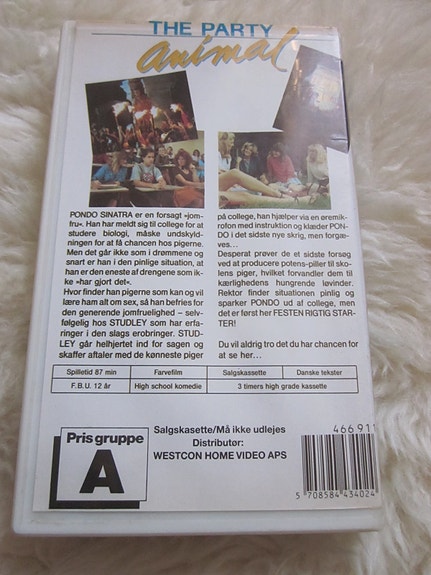 THE PARTY
animal
PONDO SINATRA er en forsagt »jom-
fru«. Han har meldt sig til college for at
studere biologi, måske undskyld-
ningen for at få chancen hos pigerne.
Men det går ikke som i drømmene og
snart er han i den pinlige situation, at
han er den eneste af drengene som ik-
ke »har gjort det«.
Hvor finder han pigerne som kan og vil
lære ham alt om sex, så han befries for
den generende jomfruelighed – selv-
følgelig hos STUDLEY som har erfa-
ringer i den slags erobringer. STUD-
LEY går helhjertet ind for sagen og
skaffer aftaler med de kønneste piger
på college, han hjælper via en øremik-
rofon med instruktion og klæder PON-
DO i det sidste nye skrig, men forgæ-
ves...
Desperat prøver de et sidste forsøg
ved at producere potens-piller til sko-
lens piger, hvilket forvandler dem til
kærlighedens hungrende løvinder.
Rektor finder situationen pinlig og
sparker PONDO ud af college, men
det er først her FESTEN RIGTIG STAR-
TER!
Du vil aldrig tro det du har chancen for
at se her...
Spilletid 87 min Farvefilm Salgskassette Danske tekster
F.B.U. 12 år High school komedie 3 timers high grade kassette
Prisgruppe
A
Salgskasette/Må ikke udlejes
Distributør:
WESTCON HOME VIDEO APS
466911
5 708584 434024